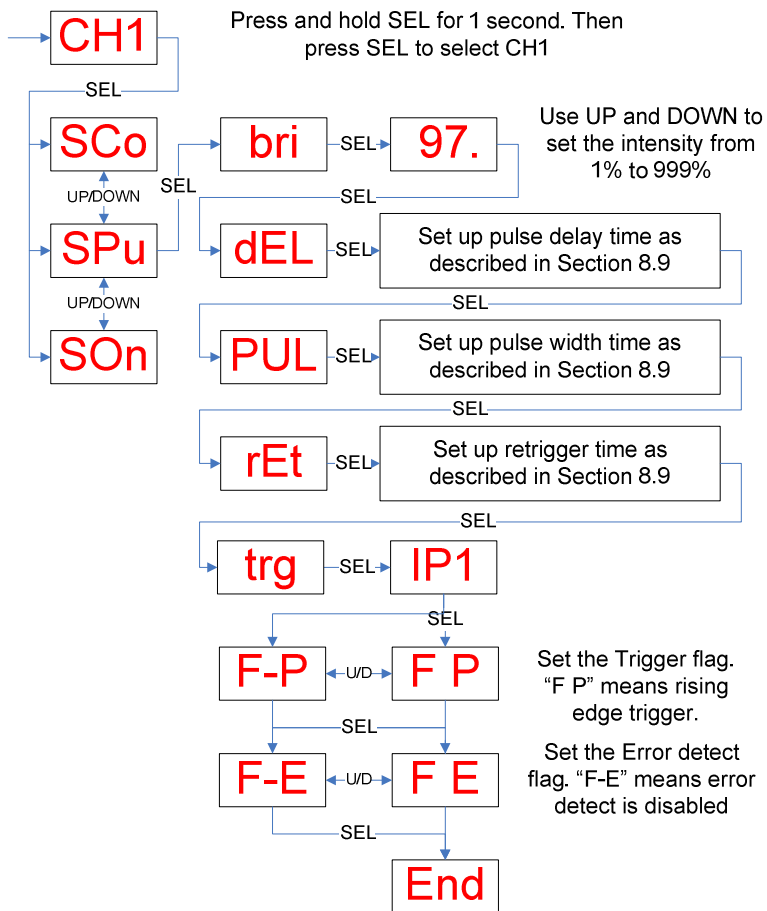 CH1
Press and hold SEL for 1 second. Then
press SEL to select CH1
SEL
SCo
UP/DOWN
SPu
UP/DOWN
SOn
SEL
bri
SEL
97.
Use UP and DOWN to
set the intensity from
1% to 999%
SEL
dEL
SEL
Set up pulse delay time as
described in Section 8.9
SEL
PUL
SEL
Set up pulse width time as
described in Section 8.9
SEL
rEt
SEL
Set up retrigger time as
described in Section 8.9
SEL
trg
SEL
IP1
SEL
F-P
U/D
F P
Set the Trigger flag.
“F P” means rising
edge trigger.
SEL
F-E
U/D
F E
Set the Error detect
flag. “F-E” means error
detect is disabled
SEL
End